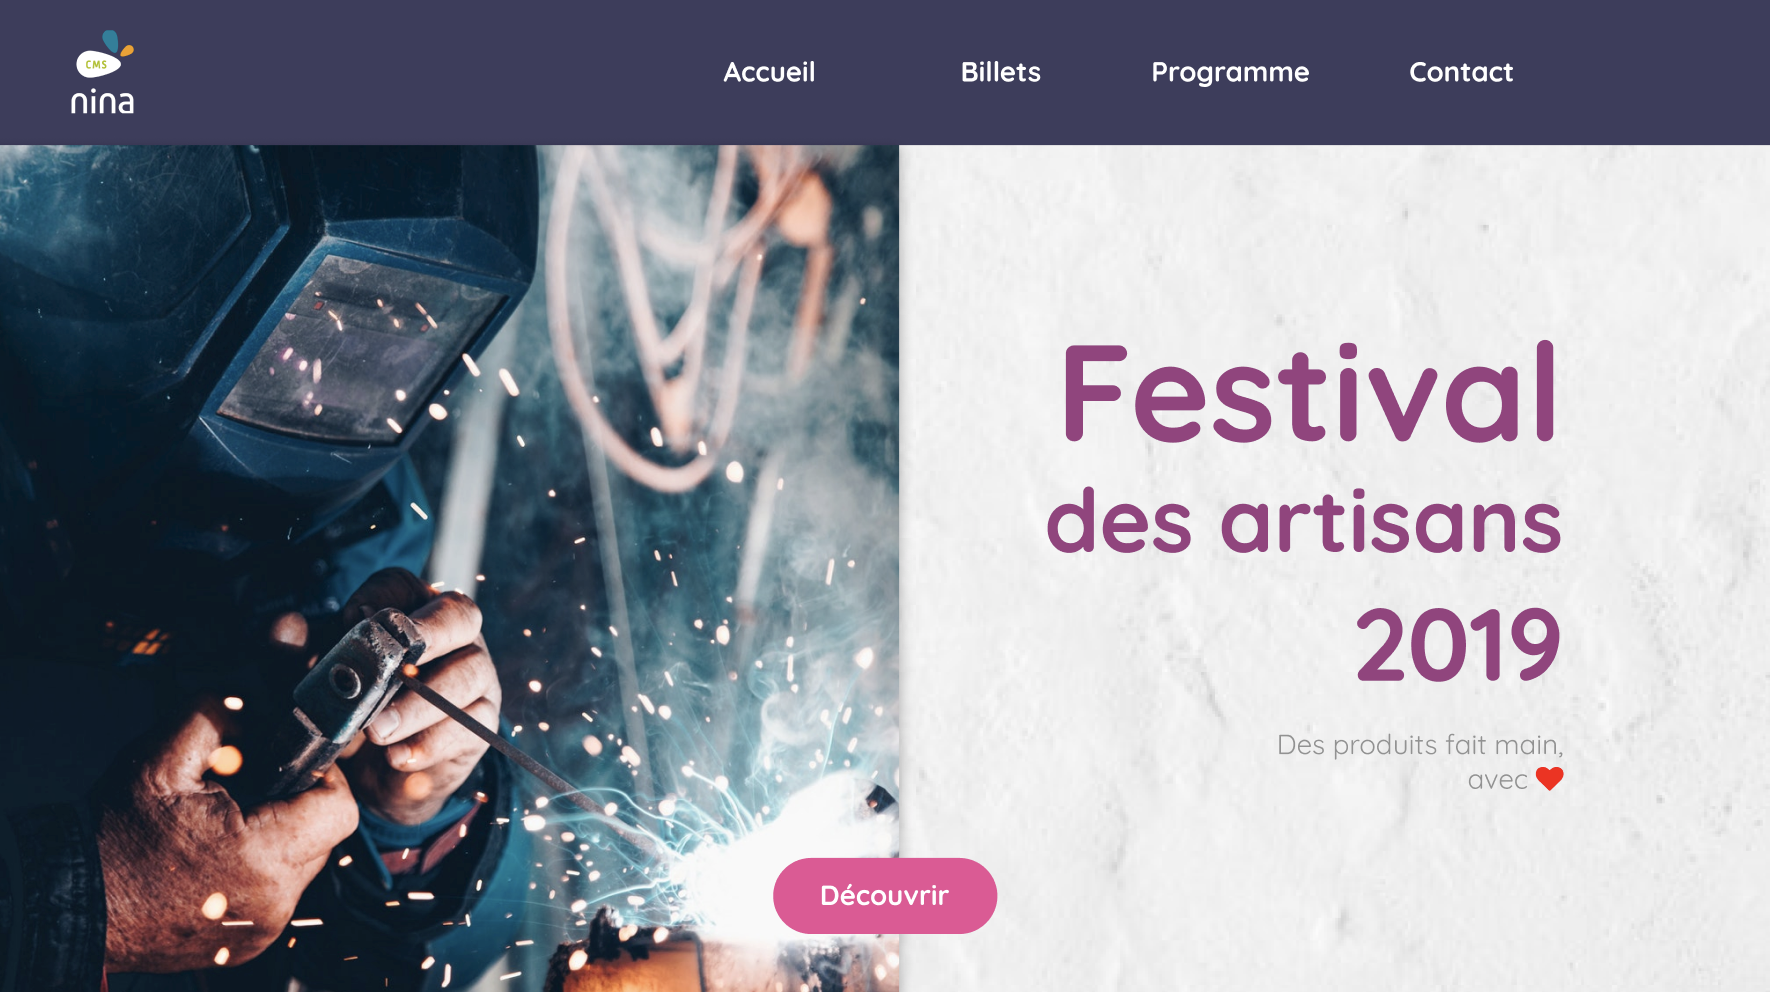 CMS
nina
Accueil Billets Programme Contact
Festival
des artisans
2019
Des produits fait main,
avec ❤
Découvrir